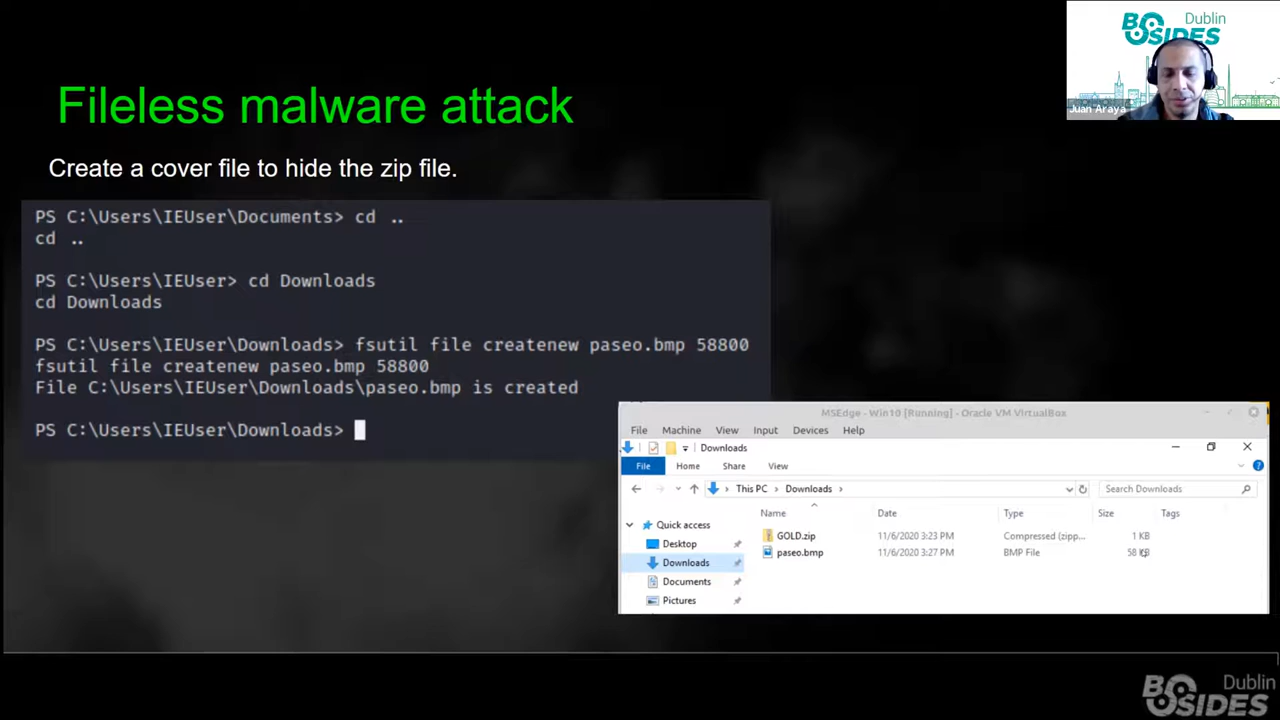 BSIDES Dublin
Juan Araya
Fileless malware attack
Create a cover file to hide the zip file.
PS C:\Users\IEUser\Documents> cd ..
cd ..
PS C:\Users\IEUser> cd Downloads
cd Downloads
PS C:\Users\IEUser\Downloads> fsutil file createnew paseo.bmp 58800
fsutil file createnew paseo.bmp 58800
File C:\Users\IEUser\Downloads\paseo.bmp is created
PS C:\Users\IEUser\Downloads>
MSEdge - Win10 [Running] - Oracle VM VirtualBox
File Machine View Input Devices Help
Downloads
File Home Share View
This PC > Downloads >
Search Downloads
Name Date Type Size Tags
Quick access
GOLD.zip 11/6/2020 3:23 PM Compressed (zipp... 1 KB
Desktop
paseo.bmp 11/6/2020 3:27 PM BMP File 58 KB
Downloads
Documents
Pictures
BSIDES Dublin